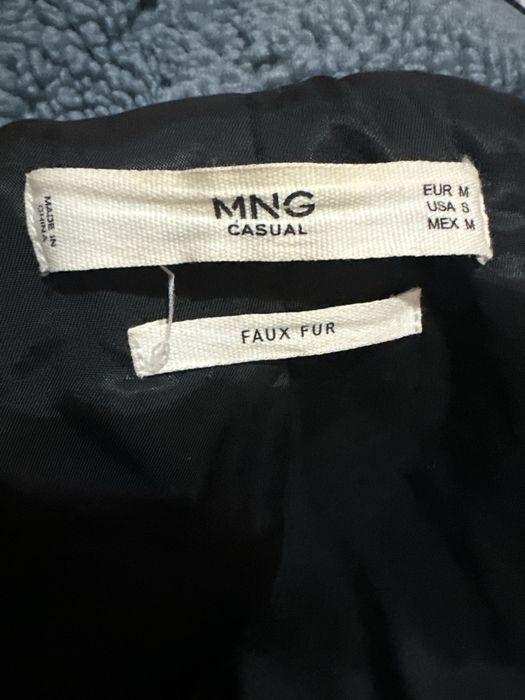 MADE IN
CHINA
MNG
CASUAL
EUR M
USA S
MEX M
FAUX FUR